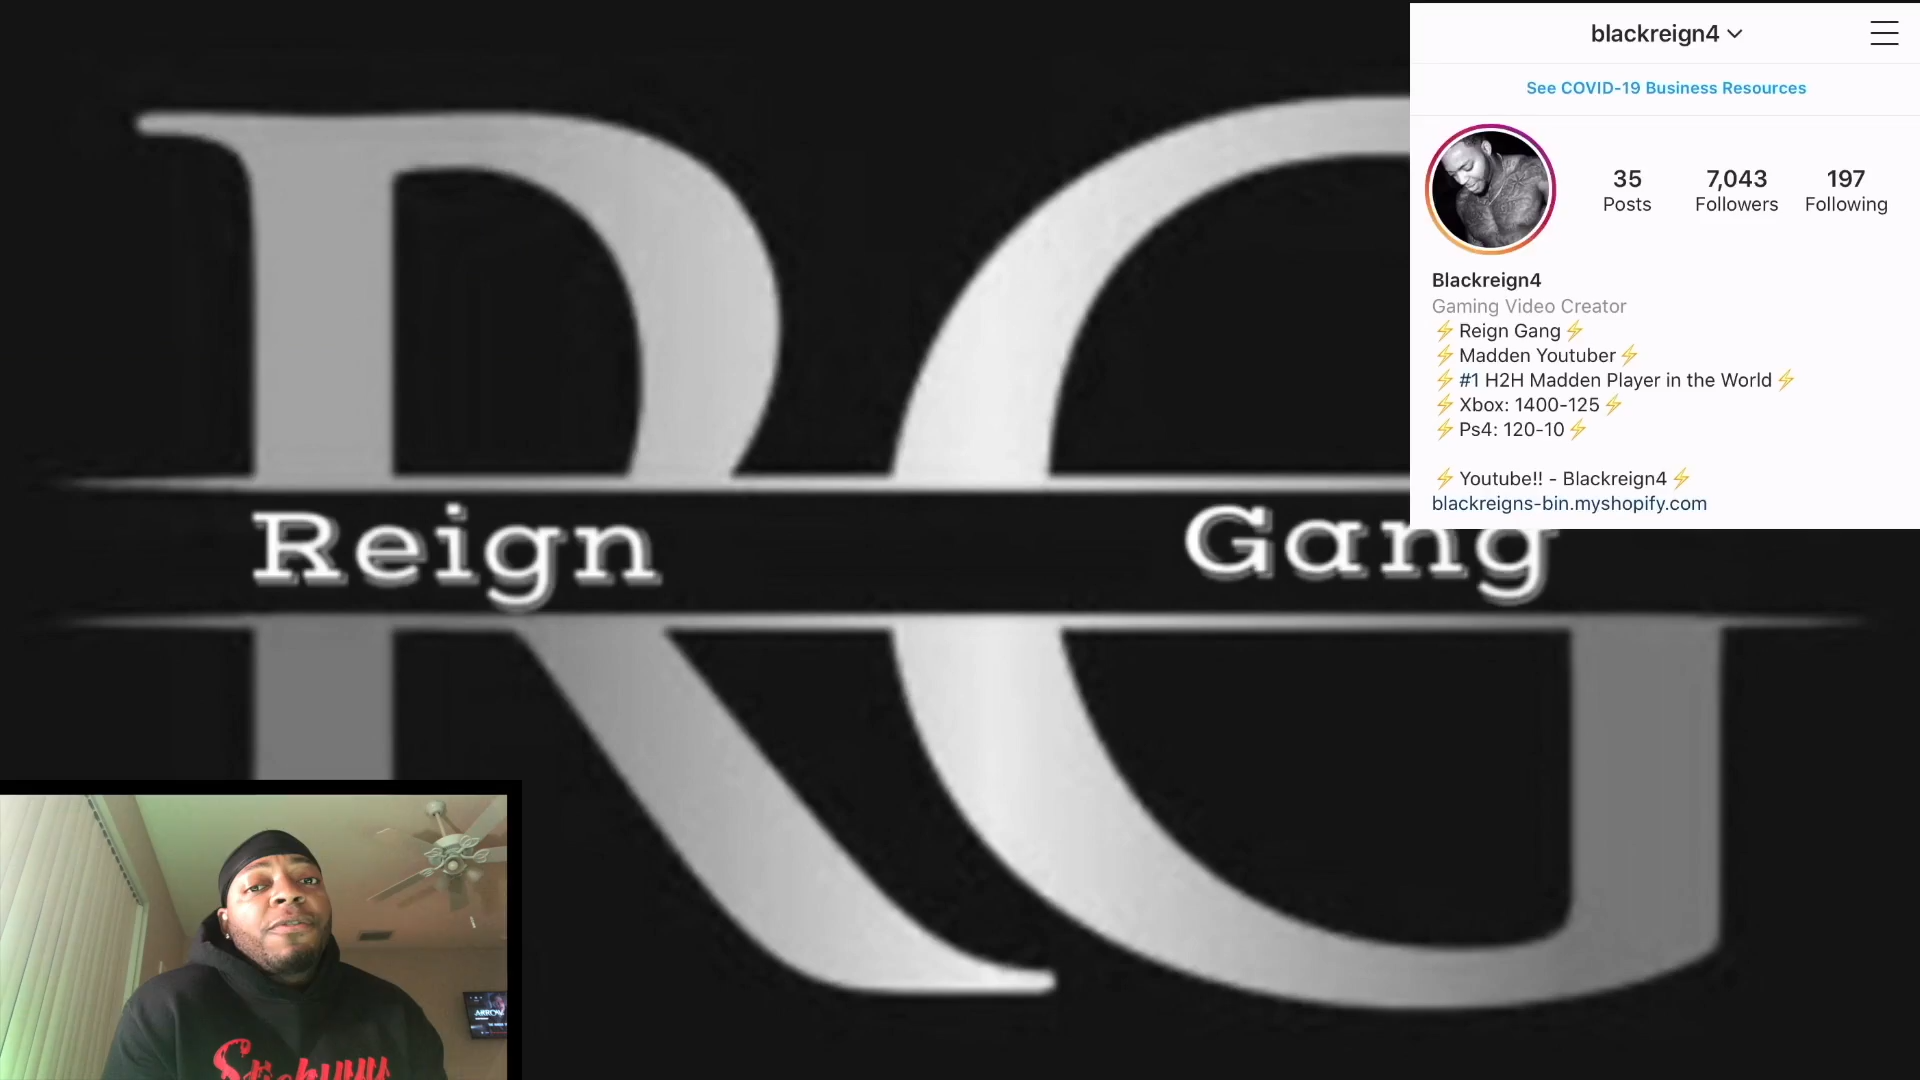 blackreign4
See COVID-19 Business Resources
35 7,043 197
Posts Followers Following
Blackreign4
Gaming Video Creator
⚡Reign Gang⚡
⚡Madden Youtuber⚡
⚡#1 H2H Madden Player in the World⚡
⚡Xbox: 1400-125⚡
⚡Ps4: 120-10⚡
⚡Youtube!! - Blackreign4⚡
blackreigns-bin.myshopify.com
RG
Reign Gang
ARROW